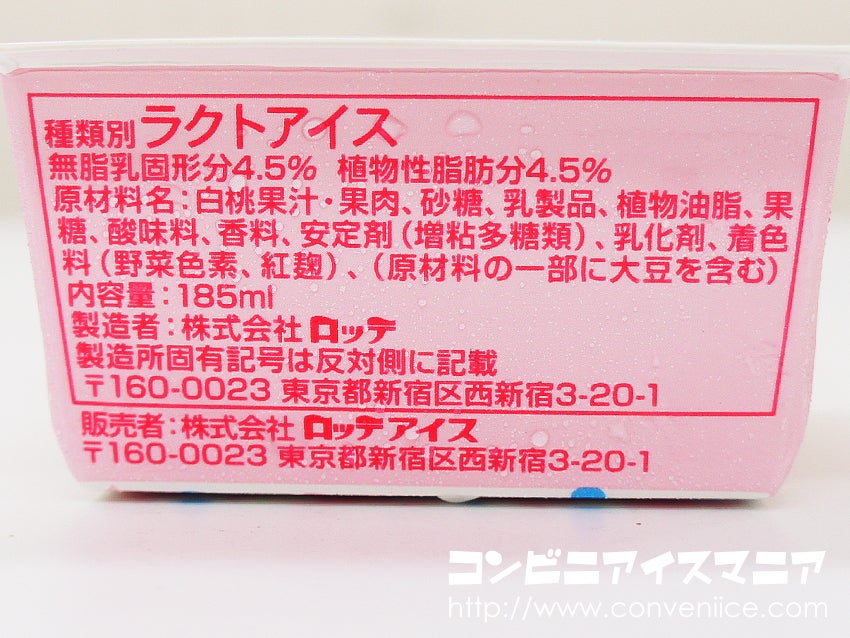 種類別 ラクトアイス
無脂乳固形分4.5% 植物性脂肪分4.5%
原材料名：白桃果汁・果肉、砂糖、乳製品、植物油脂、果
糖、酸味料、香料、安定剤（増粘多糖類）、乳化剤、着色
料（野菜色素、紅麹）、（原材料の一部に大豆を含む）
内容量：185ml
製造者：株式会社 ロッテ
製造所固有記号は反対側に記載
〒160-0023 東京都新宿区西新宿3-20-1
販売者：株式会社 ロッテアイス
〒160-0023 東京都新宿区西新宿3-20-1
コンビニアイスマニア
http://www.conveniice.com/